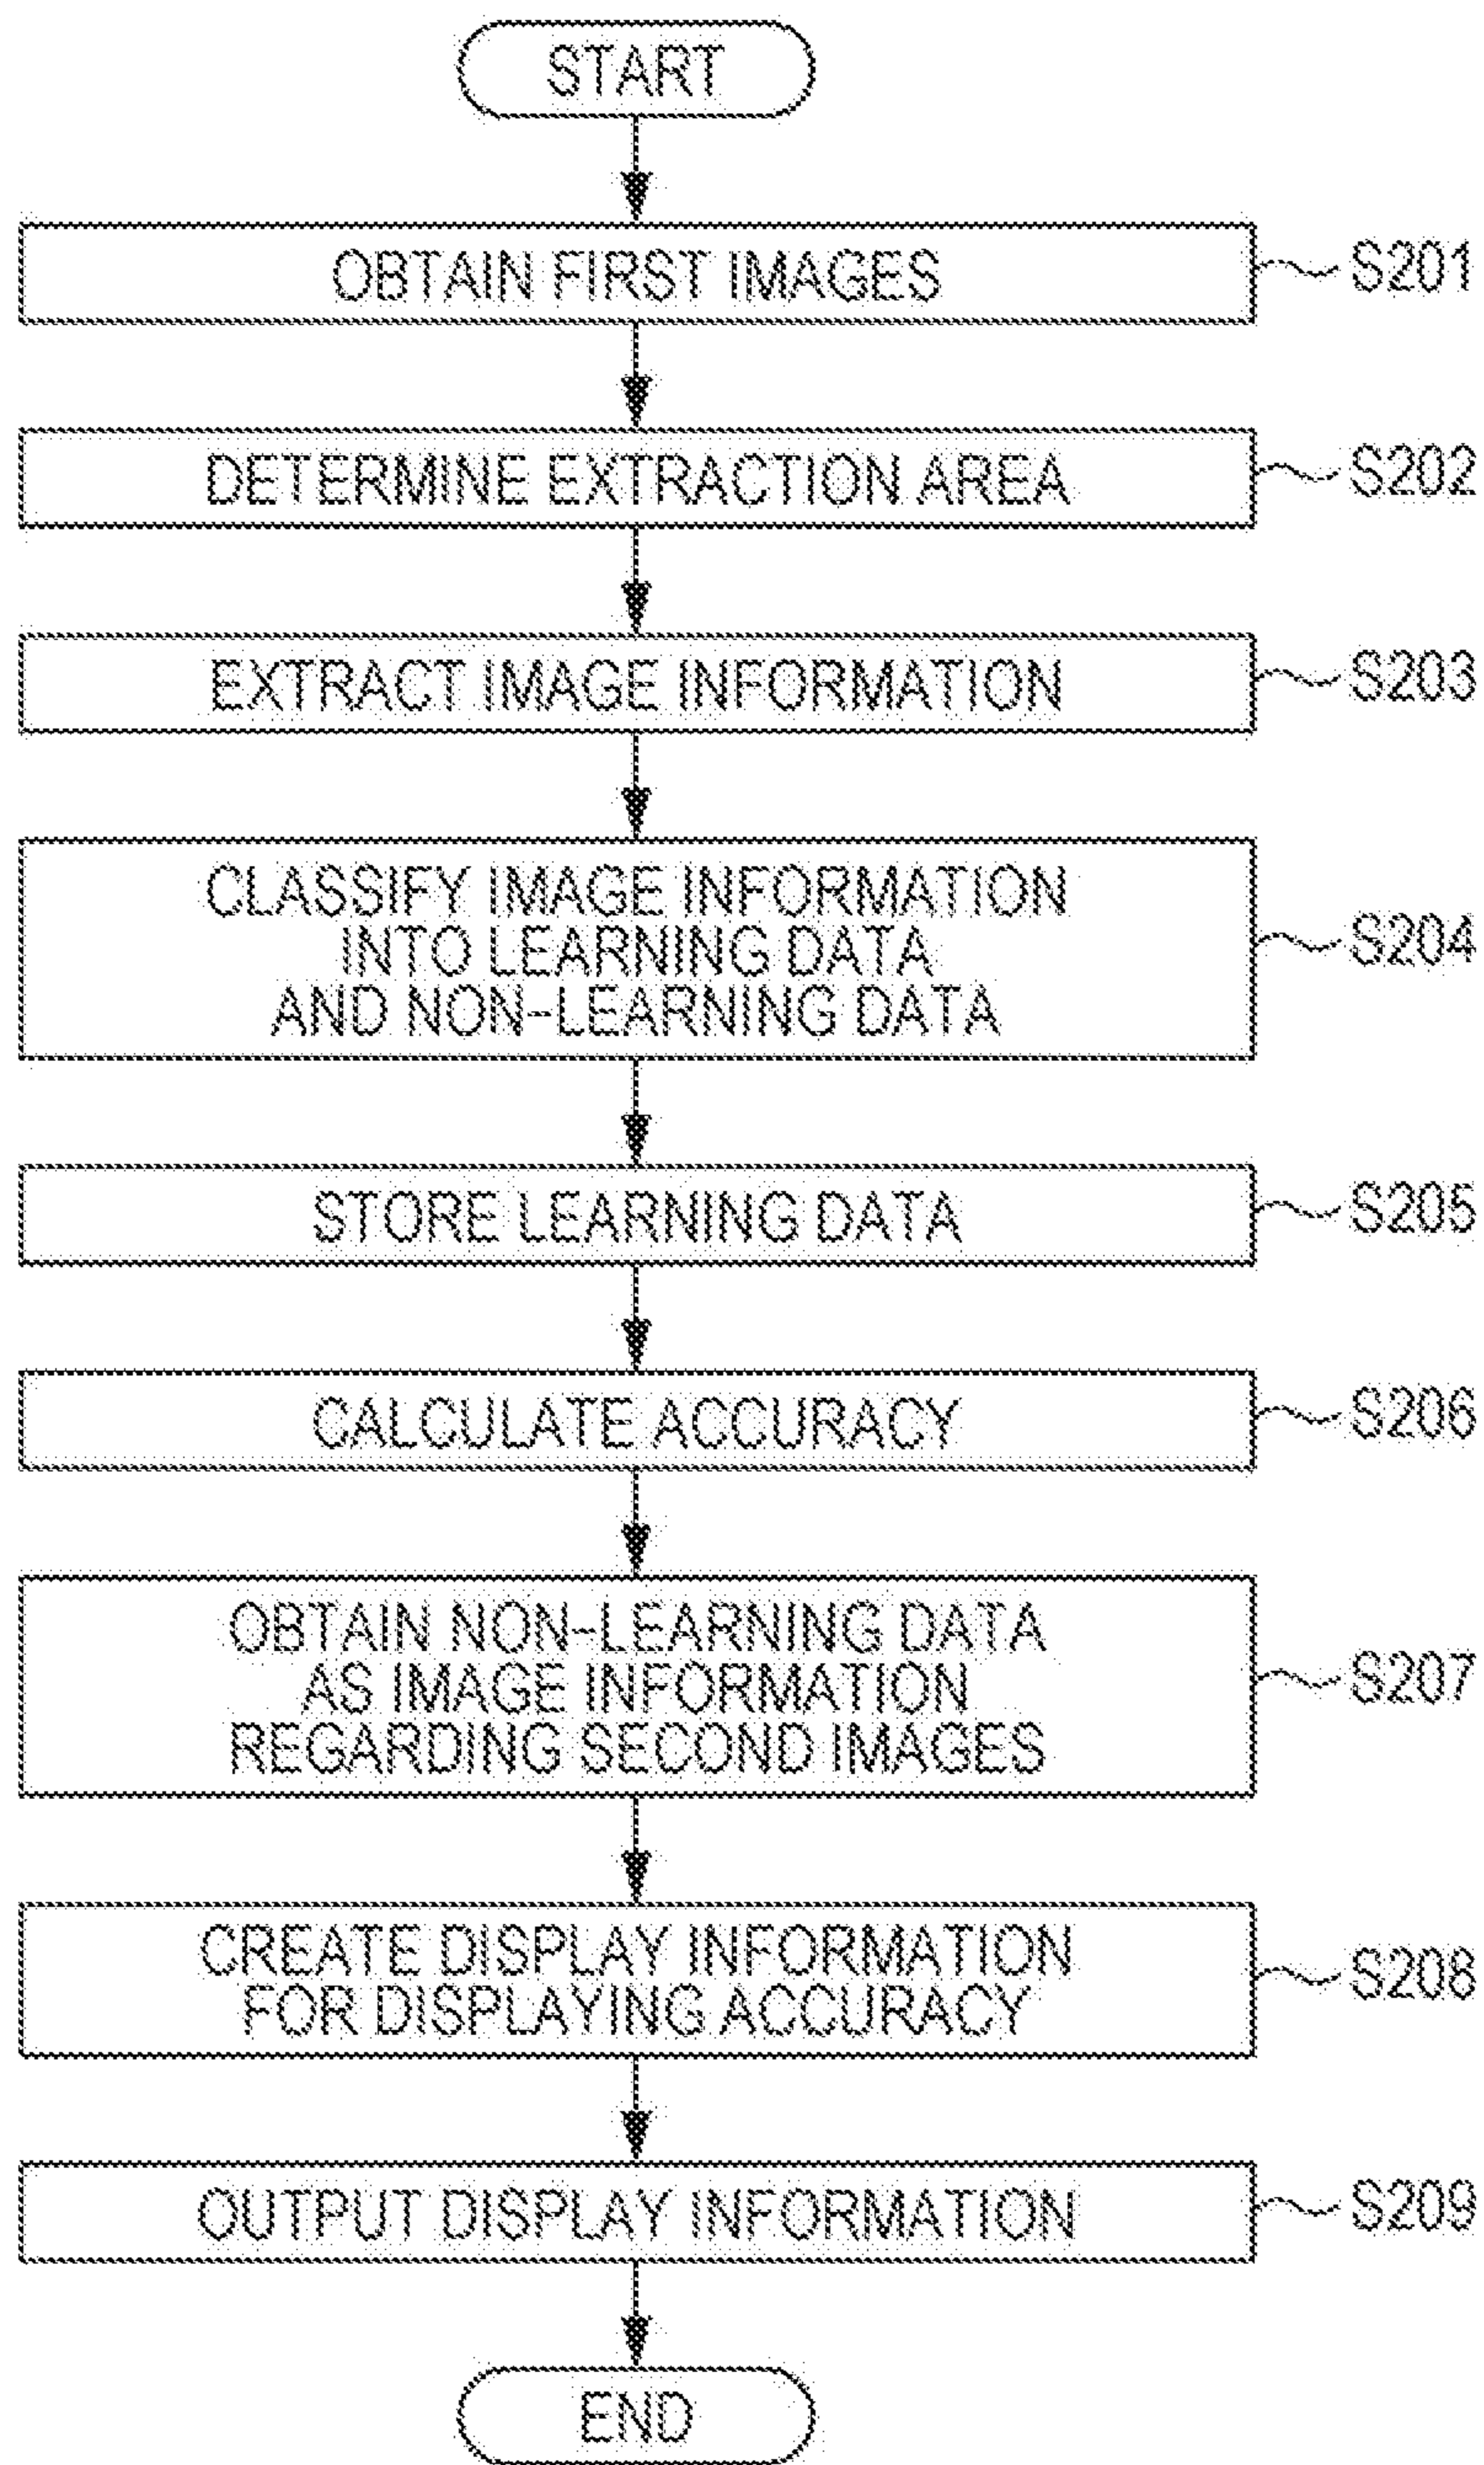 START
OBTAIN FIRST IMAGES
S201
DETERMINE EXTRACTION AREA
S202
EXTRACT IMAGE INFORMATION
S203
CLASSIFY IMAGE INFORMATION
INTO LEARNING DATA
AND NON-LEARNING DATA
S204
STORE LEARNING DATA
S205
CALCULATE ACCURACY
S206
OBTAIN NON-LEARNING DATA
AS IMAGE INFORMATION
REGARDING SECOND IMAGES
S207
CREATE DISPLAY INFORMATION
FOR DISPLAYING ACCURACY
S208
OUTPUT DISPLAY INFORMATION
S209
END